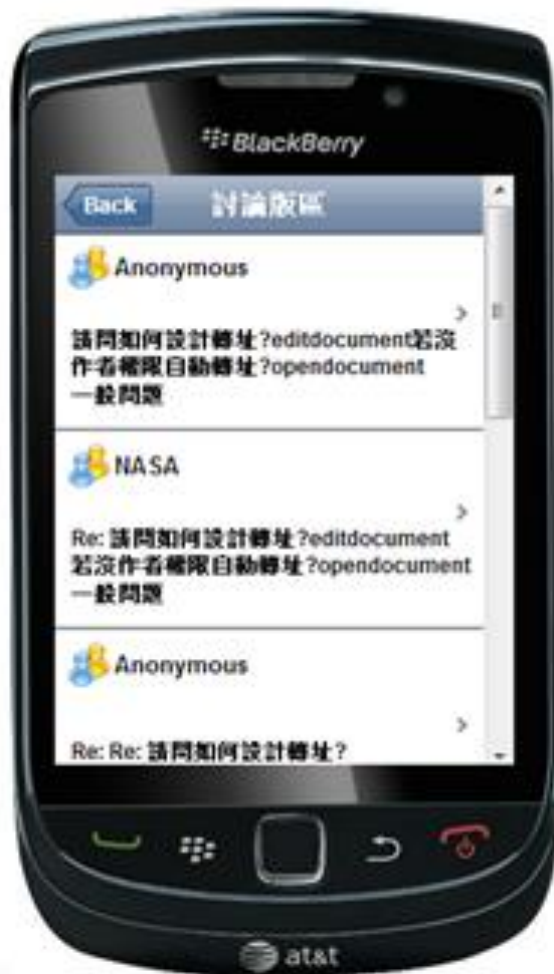 BlackBerry
Back
討論版區
Anonymous
請問如何設計轉址?editdocument若沒
作者權限自動轉址?opendocument
一般問題
NASA
Re: 請問如何設計轉址?editdocument
若沒作者權限自動轉址?opendocument
一般問題
Anonymous
Re: Re: 請問如何設計轉址?
at&t